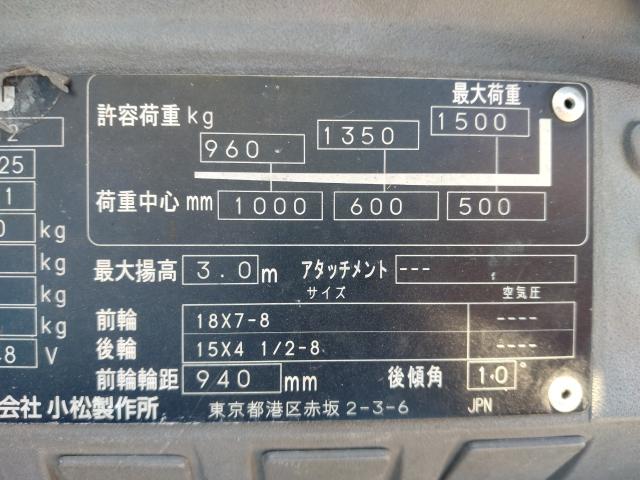 U
最大荷重
許容荷重 kg 960 1350 1500
荷重中心 mm 1000 600 500
25
1
0 kg
kg
最大揚高 3.0 m アタッチメント ---
kg
サイズ 空気圧
kg
前輪 18X7-8 ----
8 V
後輪 15X4 1/2-8 ----
前輪輪距 940 mm 後傾角 10°
会社 小松製作所 東京都港区赤坂 2-3-6 JPN